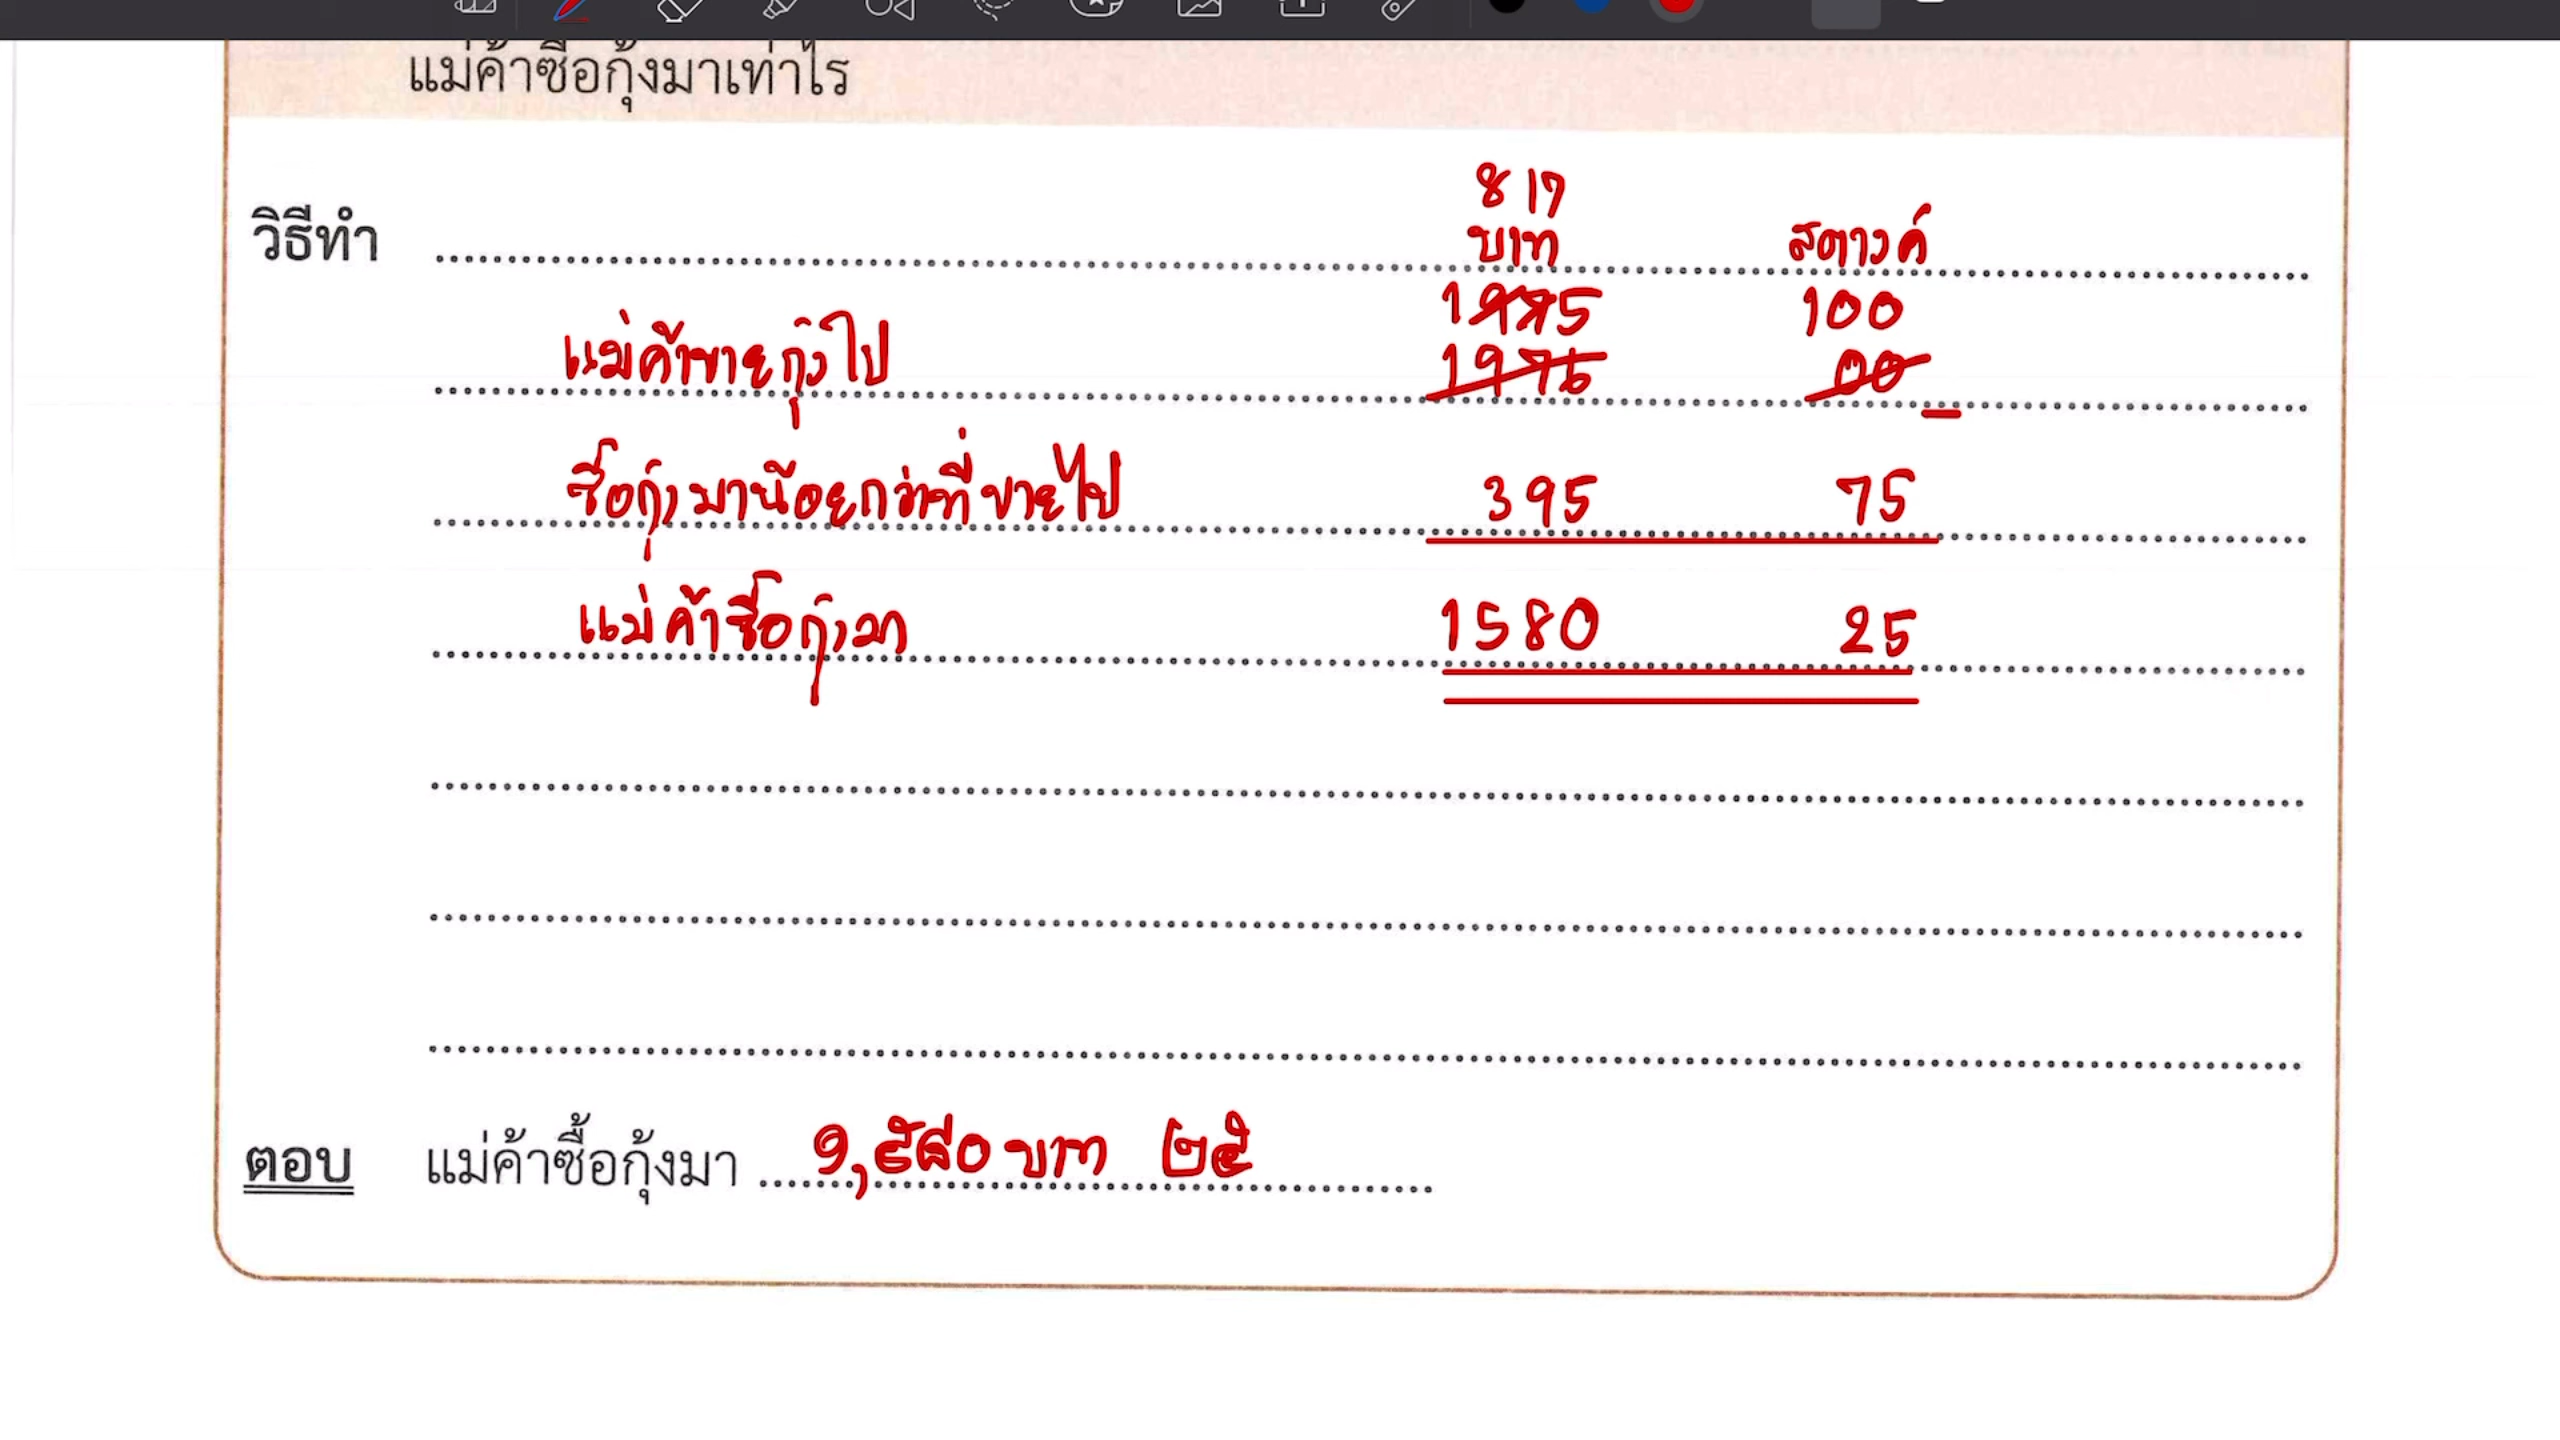 แม่ค้าซื้อกุ้งมาเท่าไร
8 17
วิธีทำ บาท สตางค์
1975 100
แม่ค้าขายกุ้งไป 1976 00 -
ซื้อกุ้งมาน้อยกว่าที่ขายไป 395 75
แม่ค้าซื้อกุ้งมา 1580 25
ตอบ แม่ค้าซื้อกุ้งมา ๑,๕๘๐ บาท ๒๕